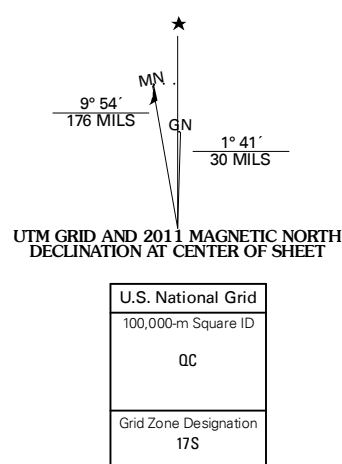 MN
9° 54´
176 MILS
GN
1° 41´
30 MILS
UTM GRID AND 2011 MAGNETIC NORTH
DECLINATION AT CENTER OF SHEET
U.S. National Grid
100,000-m Square ID
QC
Grid Zone Designation
17S